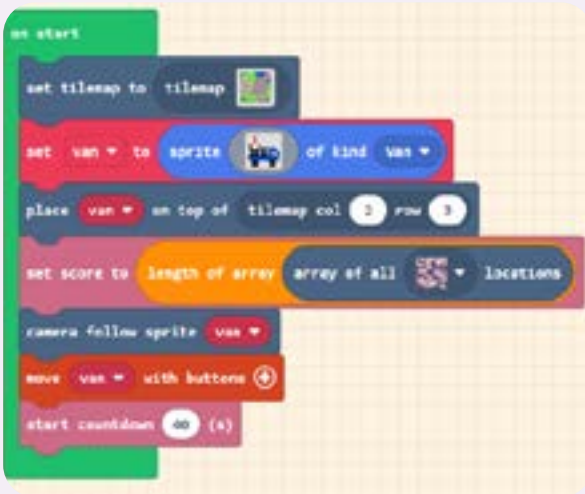 on start
set tilemap to tilemap
set van to sprite of kind Van
place van on top of tilemap col row 3
set score to length of array array of all locations
camera follow sprite van
move van with buttons
start countdown (s)